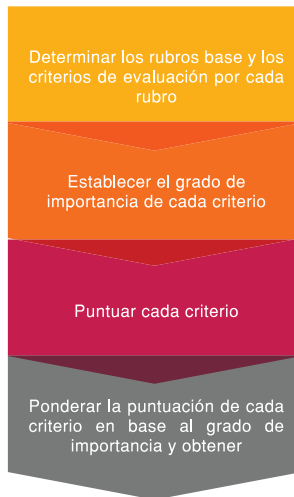 Determinar los rubros base y los
criterios de evaluación por cada
rubro
Establecer el grado de
importancia de cada criterio
Puntuar cada criterio
Ponderar la puntuación de cada
criterio en base al grado de
importancia y obtener